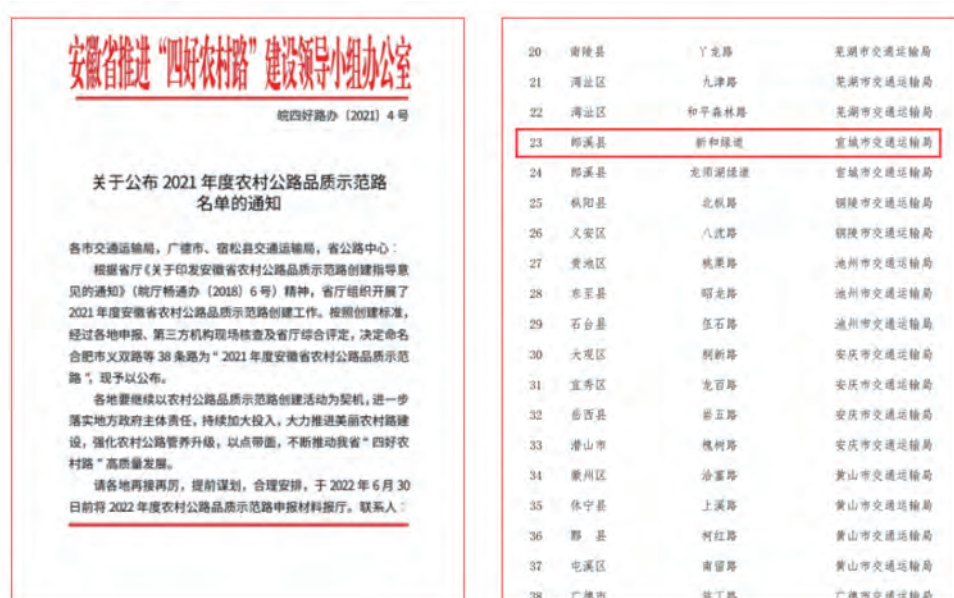 安徽省推进“四好农村路”建设领导小组办公室
皖四好路办〔2021〕4号
关于公布 2021 年度农村公路品质示范路
名单的通知
各市交通运输局，广德市、宿松县交通运输局，省公路中心：
根据省厅《关于印发安徽省农村公路品质示范路创建指导意
见的通知》（皖厅畅通办〔2018〕6号）精神，省厅组织开展了
2021 年度安徽省农村公路品质示范路创建工作。按照创建标准，
经过各地申报、第三方机构现场核查及省厅综合评定，决定命名
合肥市义双路等 38 条路为“2021 年度安徽省农村公路品质示范
路”，现予以公布。
各地要继续以农村公路品质示范路创建活动为契机，进一步
落实地方政府主体责任，持续加大投入，大力推进美丽农村路建
设，强化农村公路管养升级，以点带面，不断推动我省“四好农
村路”高质量发展。
请各地再接再厉，提前谋划，合理安排，于 2022 年 6 月 30
日前将 2022 年度农村公路品质示范路申报材料报厅。联系人：
20 南陵县 丫龙路 芜湖市交通运输局
21 湾沚区 九津路 芜湖市交通运输局
22 湾沚区 和平森林路 芜湖市交通运输局
23 郎溪县 新和绿道 宣城市交通运输局
24 郎溪县 龙须湖绿道 宣城市交通运输局
25 枞阳县 北枞路 铜陵市交通运输局
26 义安区 八沈路 铜陵市交通运输局
27 贵池区 桃果路 池州市交通运输局
28 东至县 昭龙路 池州市交通运输局
29 石台县 伍石路 池州市交通运输局
30 大观区 柯新路 安庆市交通运输局
31 宜秀区 龙百路 安庆市交通运输局
32 岳西县 岩五路 安庆市交通运输局
33 潜山市 槐树路 安庆市交通运输局
34 徽州区 洽富路 黄山市交通运输局
35 休宁县 上溪路 黄山市交通运输局
36 黟 县 柯红路 黄山市交通运输局
37 屯溪区 南留路 黄山市交通运输局
38 广德市 广德市交通运输局